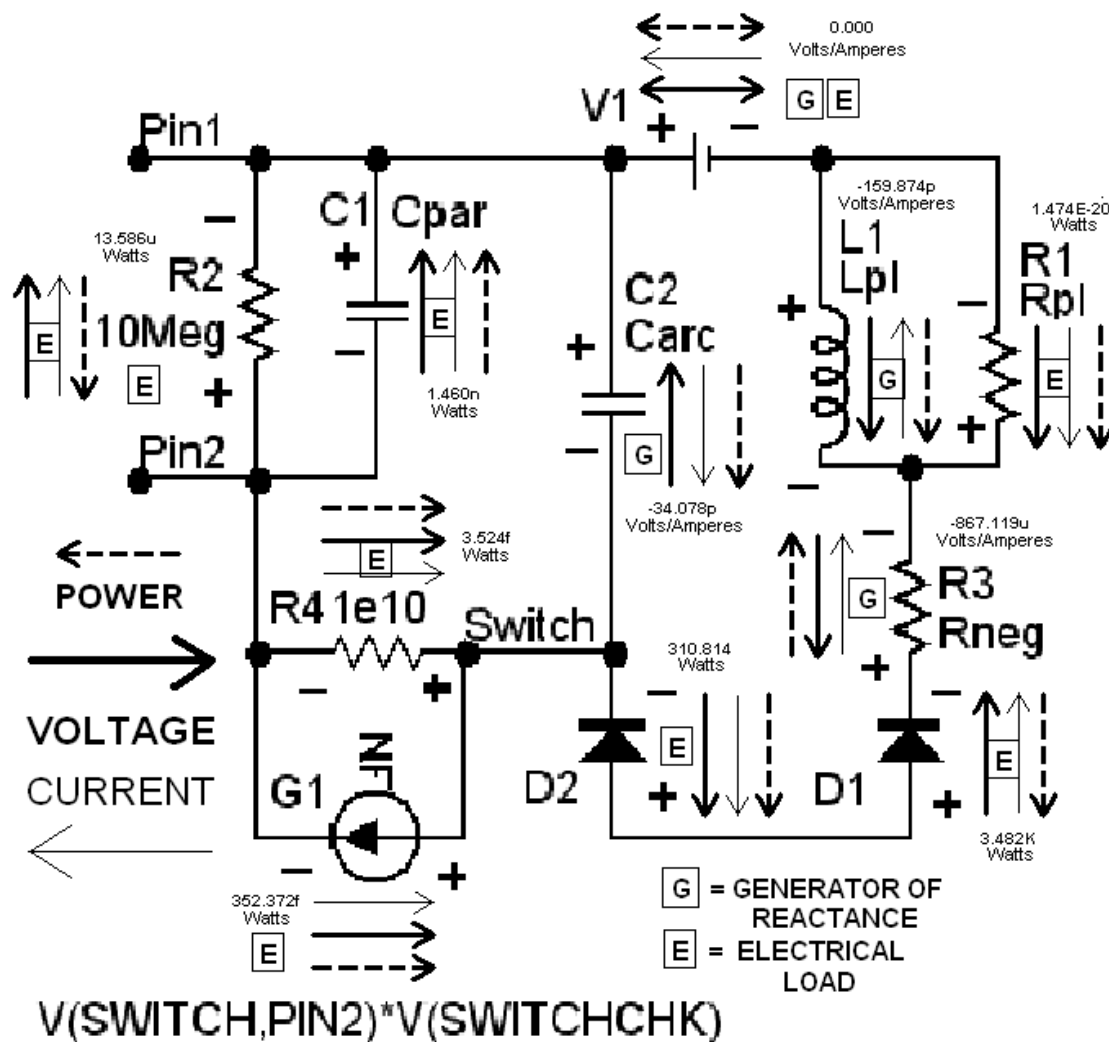 0.000
Volts/Amperes
G E
V1
+ −
Pin1
−
13.586u
Watts
R2
10Meg
E
E
+
Pin2
C1
Cpar
+
E
−
1.460n
Watts
C2
Carc
+
−
G
-34.078p
Volts/Amperes
-159.874p
Volts/Amperes
L1
Lpl
+
G
−
1.474E-20
Watts
R1
Rpl
−
E
+
3.524f
Watts
E
R4 1e10
− +
Switch
POWER
VOLTAGE
CURRENT
-867.119u
Volts/Amperes
−
G
R3
Rneg
+
310.814
Watts
−
E
D2
+
−
D1
+
E
3.482K
Watts
NF
G1
− +
352.372f
Watts
E
G = GENERATOR OF
REACTANCE
E = ELECTRICAL
LOAD
V(SWITCH,PIN2)*V(SWITCHCHK)